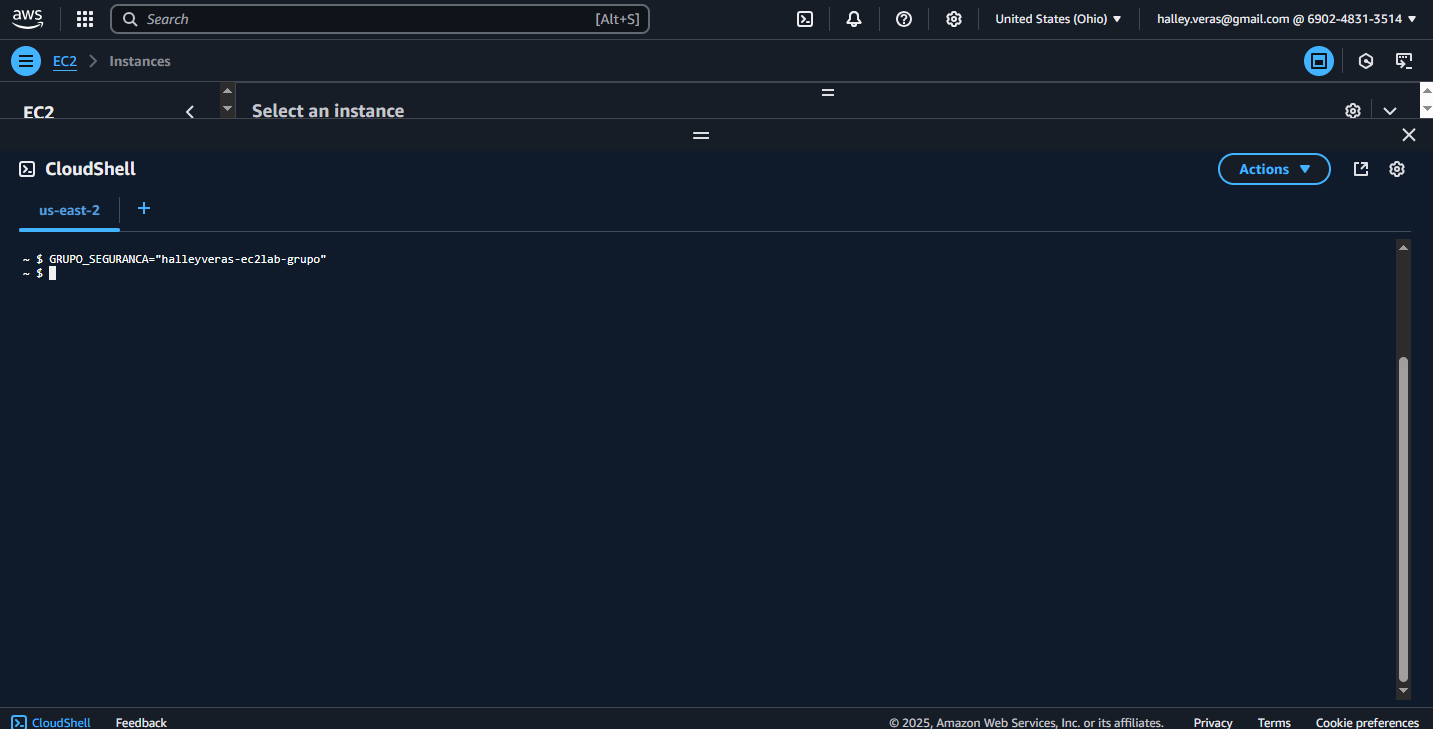 aws
Search [Alt+S]
United States (Ohio)
halley.veras@gmail.com @ 6902-4831-3514
EC2 Instances
EC2
Select an instance
CloudShell
Actions
us-east-2 +
~ $ GRUPO_SEGURANCA="halleyveras-ec2lab-grupo"
~ $
CloudShell Feedback
© 2025, Amazon Web Services, Inc. or its affiliates. Privacy Terms Cookie preferences